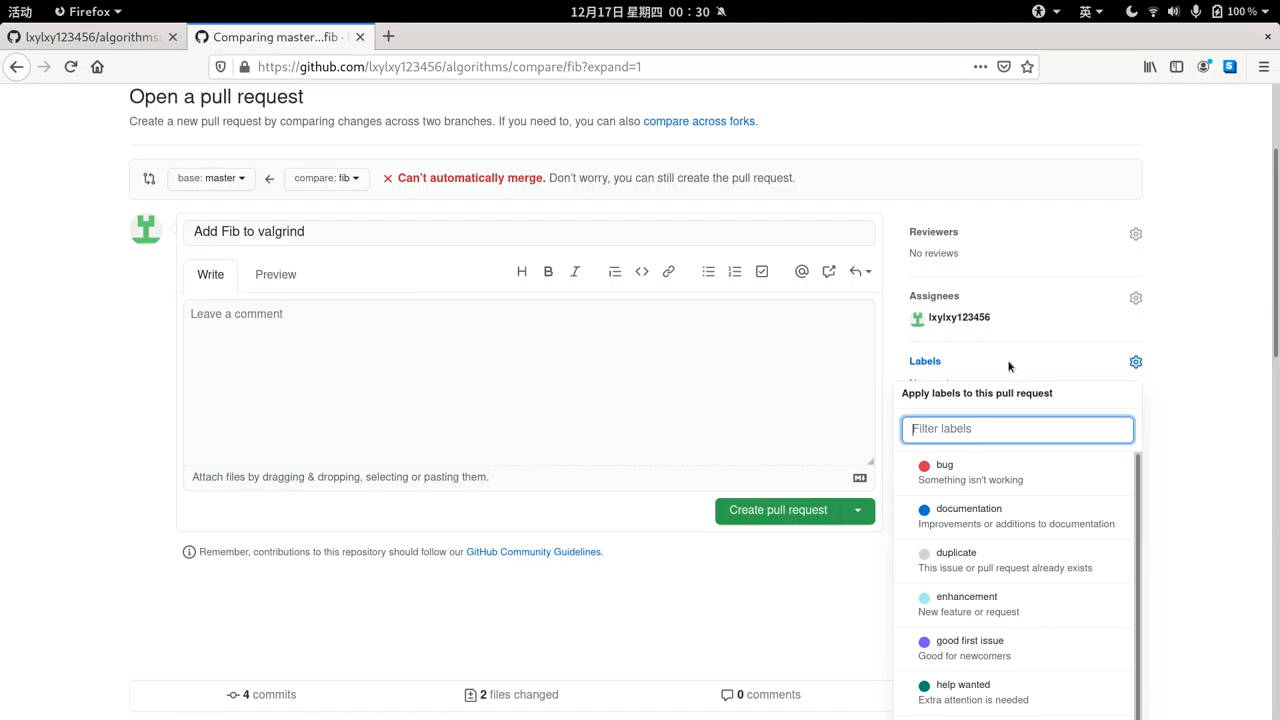 活动 Firefox 12月17日 星期四 00：30 英 100 %
lxylxy123456/algorithms:
Comparing master...fib ·
https://github.com/lxylxy123456/algorithms/compare/fib?expand=1
Open a pull request
Create a new pull request by comparing changes across two branches. If you need to, you can also compare across forks.
base: master compare: fib Can't automatically merge. Don't worry, you can still create the pull request.
Add Fib to valgrind
Write Preview
Leave a comment
Attach files by dragging & dropping, selecting or pasting them.
Create pull request
Remember, contributions to this repository should follow our GitHub Community Guidelines.
Reviewers
No reviews
Assignees
lxylxy123456
Labels
Apply labels to this pull request
Filter labels
bug
Something isn't working
documentation
Improvements or additions to documentation
duplicate
This issue or pull request already exists
enhancement
New feature or request
good first issue
Good for newcomers
help wanted
Extra attention is needed
4 commits 2 files changed 0 comments